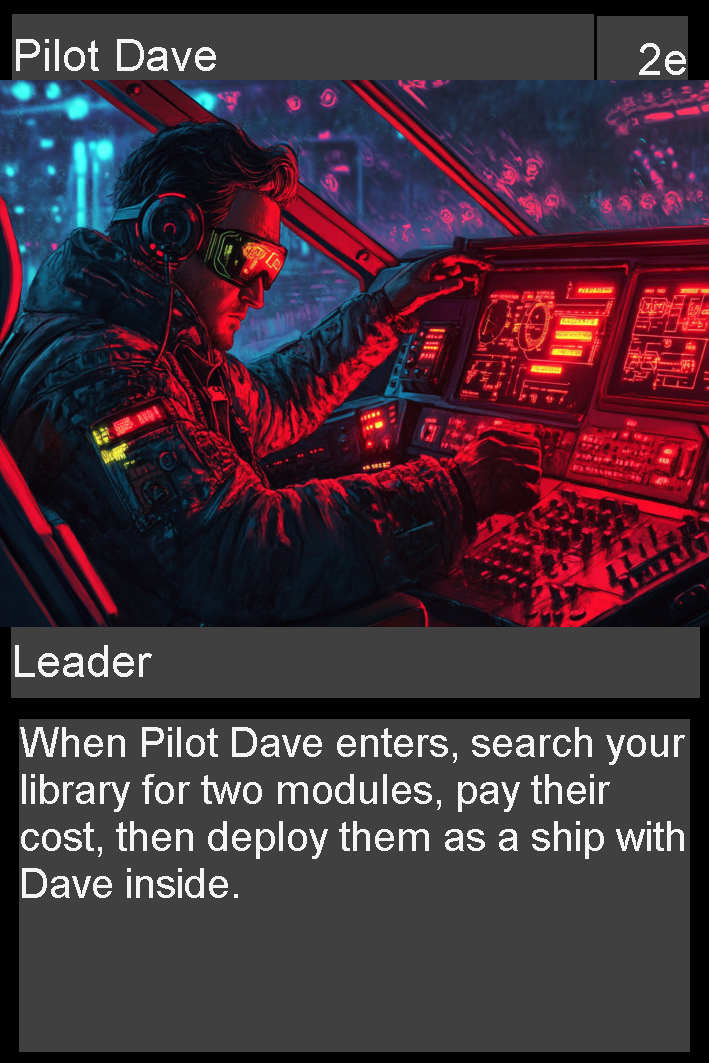 Pilot Dave
2e
Leader
When Pilot Dave enters, search your
library for two modules, pay their
cost, then deploy them as a ship with
Dave inside.